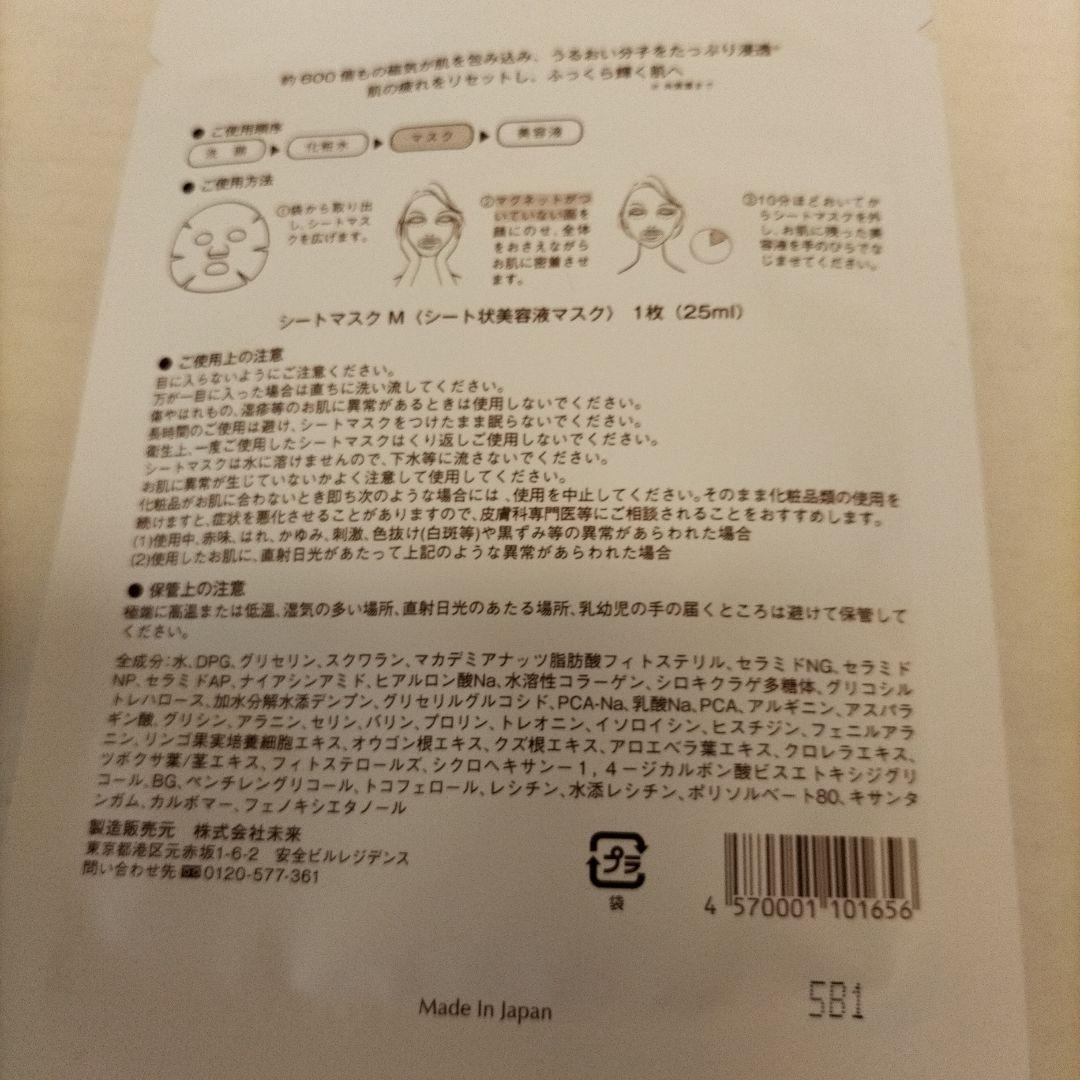 約600倍もの磁気が肌を包み込み、うるおい分子をたっぷり浸透※
肌の疲れをリセットし、ふっくら輝く肌へ
※角質層まで
● ご使用順序
洗 顔 ▶ 化粧水 ▶ マスク ▶ 美容液
● ご使用方法
①袋から取り出
し、シートマス
クを広げます。
②マグネットがつ
いていない面を
顔にのせ、全体
をおさえながら
お肌に密着させ
ます。
③10分ほどおいてか
らシートマスクを外
し、お肌に残った美
容液を手のひらでな
じませてください。
シートマスク M〈シート状美容液マスク〉 1枚（25ml）
● ご使用上の注意
目に入らないようにご注意ください。
万が一目に入った場合は直ちに洗い流してください。
傷やはれもの、湿疹等のお肌に異常があるときは使用しないでください。
長時間のご使用は避け、シートマスクをつけたまま眠らないでください。
衛生上、一度ご使用したシートマスクはくり返しご使用しないでください。
シートマスクは水に溶けませんので、下水等に流さないでください。
お肌に異常が生じていないかよく注意して使用してください。
化粧品がお肌に合わないとき即ち次のような場合には、使用を中止してください。そのまま化粧品類の使用を
続けますと、症状を悪化させることがありますので、皮膚科専門医等にご相談されることをおすすめします。
(1)使用中、赤味、はれ、かゆみ、刺激、色抜け(白斑等)や黒ずみ等の異常があらわれた場合
(2)使用したお肌に、直射日光があたって上記のような異常があらわれた場合
● 保管上の注意
極端に高温または低温、湿気の多い場所、直射日光のあたる場所、乳幼児の手の届くところは避けて保管して
ください。
全成分：水、DPG、グリセリン、スクワラン、マカデミアナッツ脂肪酸フィトステリル、セラミドNG、セラミド
NP、セラミドAP、ナイアシンアミド、ヒアルロン酸Na、水溶性コラーゲン、シロキクラゲ多糖体、グリコシル
トレハロース、加水分解水添デンプン、グリセリルグルコシド、PCA-Na、乳酸Na、PCA、アルギニン、アスパラ
ギン酸、グリシン、アラニン、セリン、バリン、プロリン、トレオニン、イソロイシン、ヒスチジン、フェニルアラ
ニン、リンゴ果実培養細胞エキス、オウゴン根エキス、クズ根エキス、アロエベラ葉エキス、クロレラエキス、
ツボクサ葉/茎エキス、フィトステロールズ、シクロヘキサン－1，4－ジカルボン酸ビスエトキシジグリ
コール、BG、ペンチレングリコール、トコフェロール、レシチン、水添レシチン、ポリソルベート80、キサンタ
ンガム、カルボマー、フェノキシエタノール
製造販売元 株式会社未来
東京都港区元赤坂1-6-2 安全ビルレジデンス
問い合わせ先 0120-577-361
プラ
袋
4 570001 101656
Made In Japan
5B1